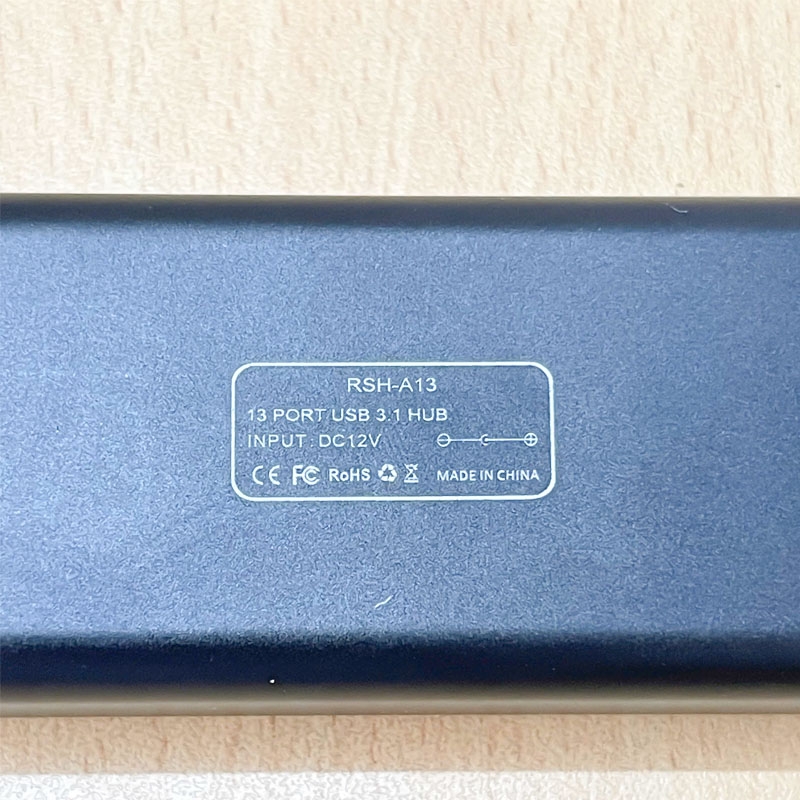 RSH-A13
13 PORT USB 3.1 HUB
INPUT : DC12V
CE FC RoHS MADE IN CHINA